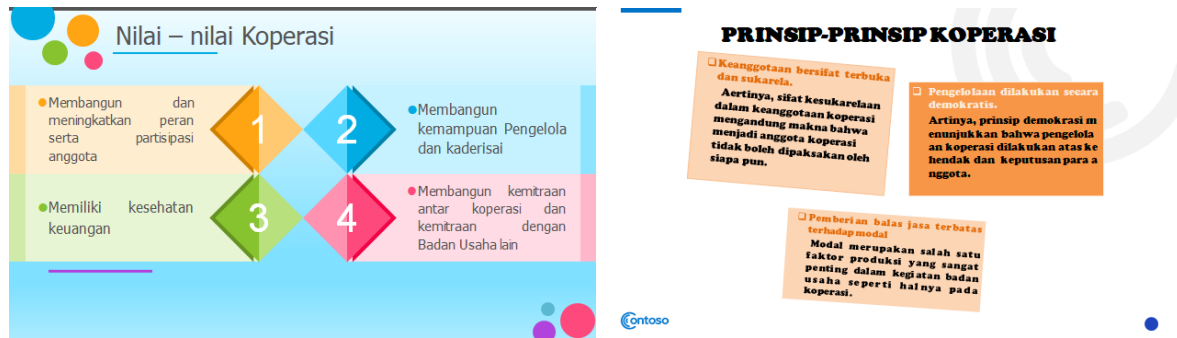 Nilai – nilai Koperasi
Membangun dan
meningkatkan peran
serta partisipasi
anggota
1
2
Membangun
kemampuan Pengelola
dan kaderisai
Memiliki kesehatan
keuangan
3
4
Membangun kemitraan
antar koperasi dan
kemitraan dengan
Badan Usaha lain
PRINSIP-PRINSIP KOPERASI
Keanggotaan bersifat terbuka
dan sukarela.
Aertinya, sifat kesukarelaan
dalam keanggotaan koperasi
mengandung makna bahwa
menjadi anggota koperasi
tidak boleh dipaksakan oleh
siapa pun.
Pengelolaan dilakukan secara
demokratis.
Artinya, prinsip demokrasi m
enunjukkan bahwa pengelola
an koperasi dilakukan atas ke
hendak dan keputusan para a
nggota.
Pemberian balas jasa terbatas
terhadap modal
Modal merupakan salah satu
faktor produksi yang sangat
penting dalam kegiatan badan
usaha seperti halnya pada
koperasi.
Contoso